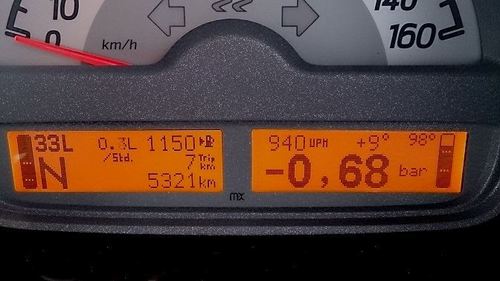 10
0
km/h
140
160
33L 0.3L 1150
/Std. 7 Trip km
N 5321 km
940 UPM +9° 98°
-0,68 bar
mx